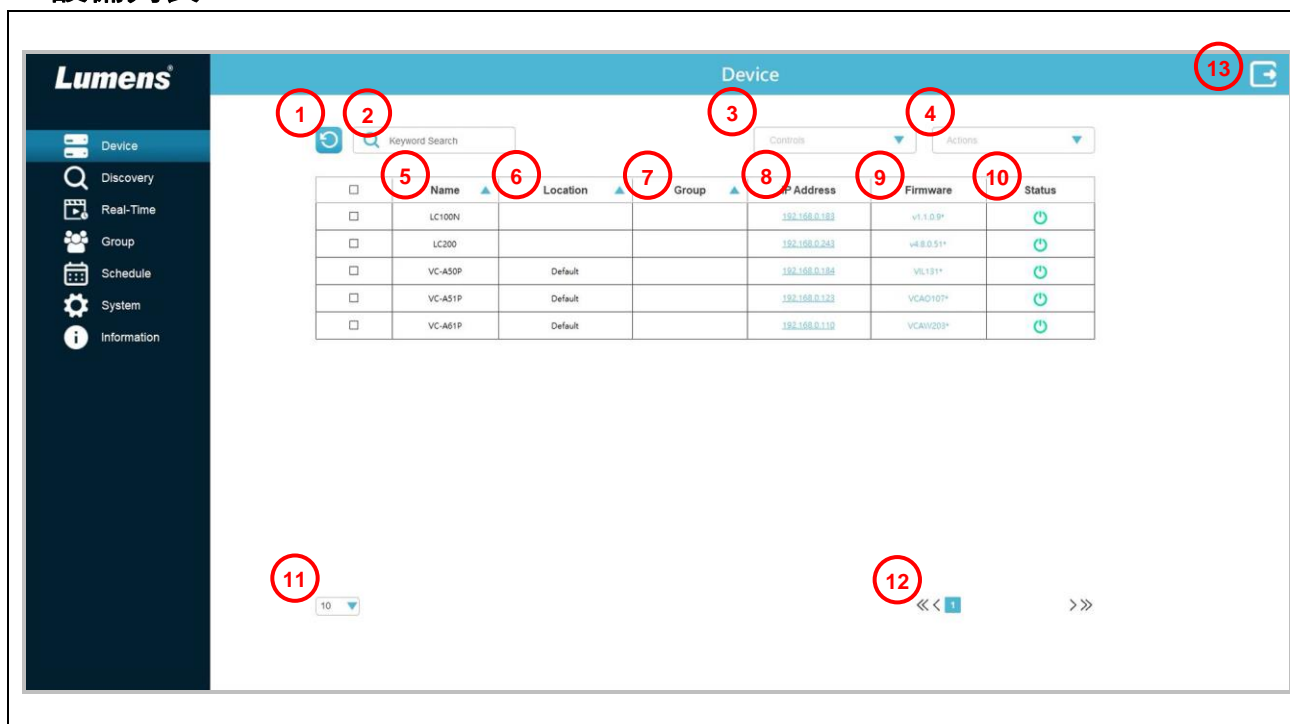 Lumens®
Device
13
1
2
3
4
Keyword Search
Controls
Actions
Device
Discovery
Real-Time
Group
Schedule
System
Information
5
6
7
8
9
10
Name Location Group IP Address Firmware Status
LC100N 192.168.0.183 v1.1.0.9*
LC200 192.168.0.243 v4.8.0.51*
VC-A50P Default 192.168.0.184 VIL131*
VC-A51P Default 192.168.0.123 VCAO107*
VC-A61P Default 192.168.0.110 VCAW203*
11
12
10
1